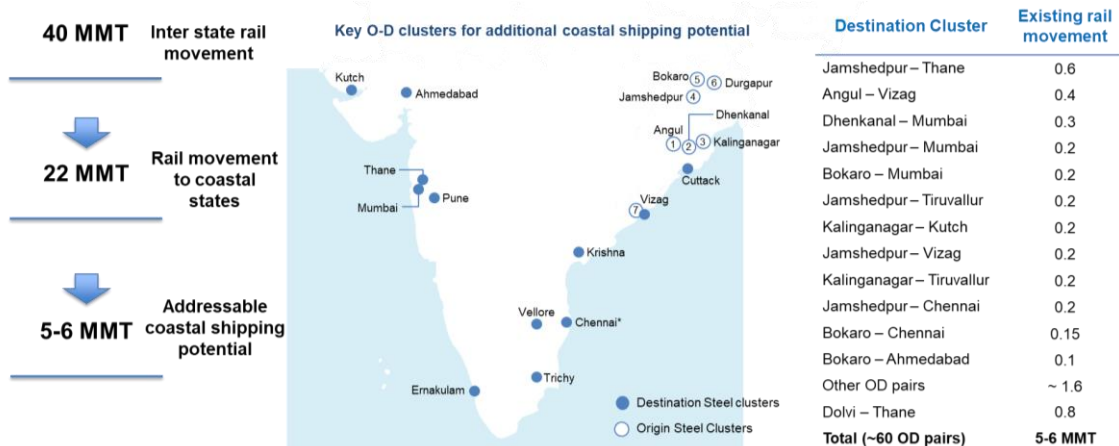 40 MMT
Inter state rail
movement
22 MMT
Rail movement
to coastal
states
5-6 MMT
Addressable
coastal shipping
potential
Key O-D clusters for additional coastal shipping potential
Kutch
Ahmedabad
Bokaro
5
6
Durgapur
Jamshedpur
4
Dhenkanal
Angul
1
2
3
Kalinganagar
Cuttack
Thane
Mumbai
Pune
Vizag
7
Krishna
Vellore
Chennai*
Trichy
Ernakulam
Destination Steel clusters
Origin Steel Clusters
Destination Cluster
Existing rail
movement
Jamshedpur – Thane 0.6
Angul – Vizag 0.4
Dhenkanal – Mumbai 0.3
Jamshedpur – Mumbai 0.2
Bokaro – Mumbai 0.2
Jamshedpur – Tiruvallur 0.2
Kalinganagar – Kutch 0.2
Jamshedpur – Vizag 0.2
Kalinganagar – Tiruvallur 0.2
Jamshedpur – Chennai 0.2
Bokaro – Chennai 0.15
Bokaro – Ahmedabad 0.1
Other OD pairs ~ 1.6
Dolvi – Thane 0.8
Total (~60 OD pairs) 5-6 MMT